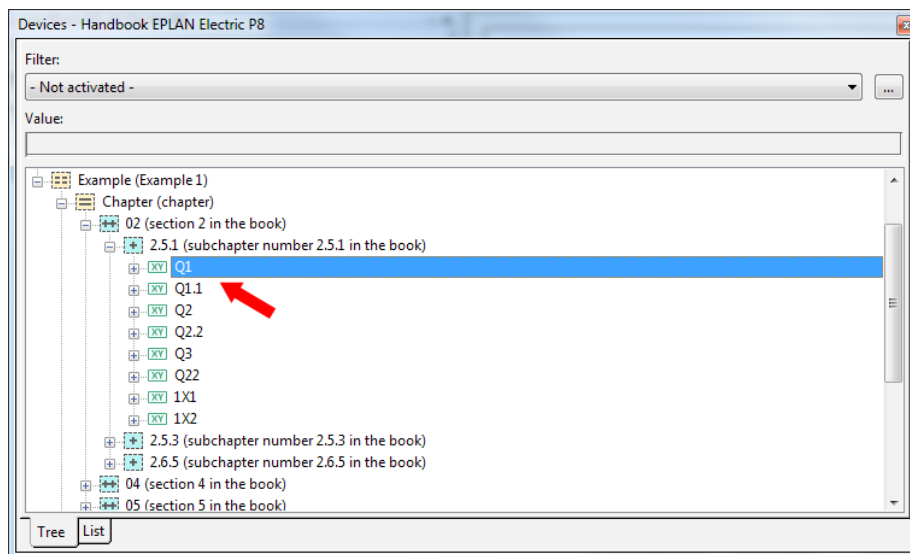 Devices - Handbook EPLAN Electric P8
Filter:
- Not activated -
...
Value:
Example (Example 1)
Chapter (chapter)
02 (section 2 in the book)
2.5.1 (subchapter number 2.5.1 in the book)
XY Q1
XY Q1.1
XY Q2
XY Q2.2
XY Q3
XY Q22
XY 1X1
XY 1X2
2.5.3 (subchapter number 2.5.3 in the book)
2.6.5 (subchapter number 2.6.5 in the book)
04 (section 4 in the book)
05 (section 5 in the book)
Tree List